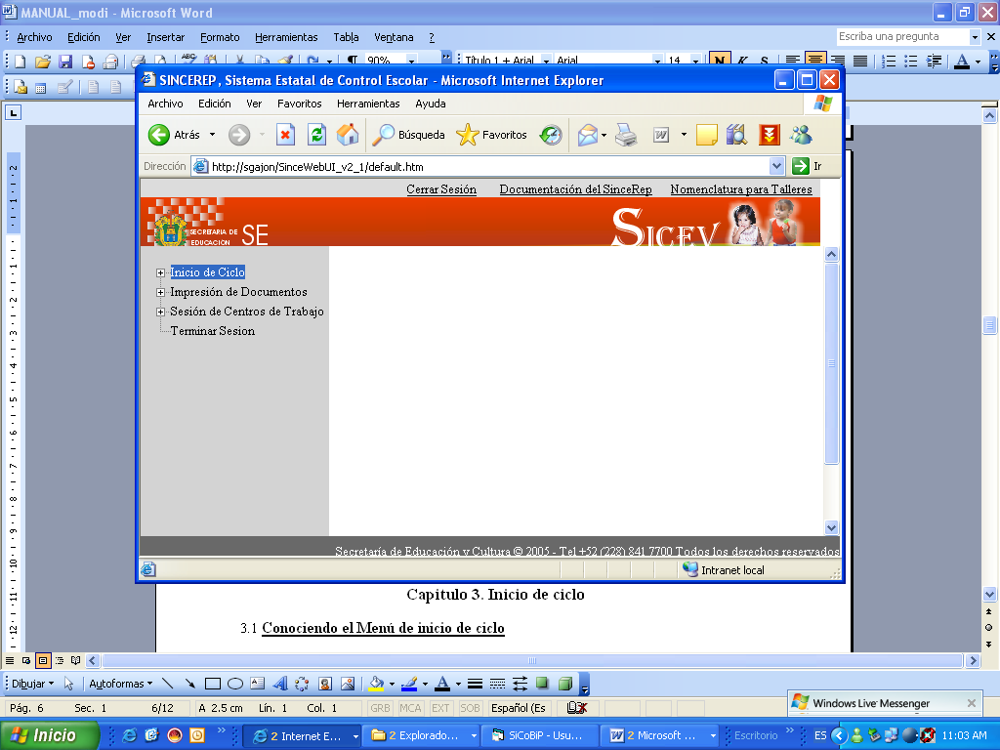 MANUAL_modi - Microsoft Word
Archivo Edición Ver Insertar Formato Herramientas Tabla Ventana ?
Escriba una pregunta
90%
Título 1 + Arial
Arial
14
N K S
SINCEREP , Sistema Estatal de Control Escolar - Microsoft Internet Explorer
Archivo Edición Ver Favoritos Herramientas Ayuda
Atrás Búsqueda Favoritos
Dirección http://sgajon/SinceWebUI_v2_1/default.htm Ir
Cerrar Sesión Documentación del SinceRep Nomenclatura para Talleres
SECRETARIA DE
EDUCACION
SE
SICEV
Inicio de Ciclo
Impresión de Documentos
Sesión de Centros de Trabajo
Terminar Sesion
Secretaría de Educación y Cultura © 2005 - Tel +52 (228) 841 7700 Todos los derechos reservados
Intranet local
Capitulo 3. Inicio de ciclo
3.1 Conociendo el Menú de inicio de ciclo
Dibujar Autoformas
Pág. 6 Sec. 1 6/12 A 2.5 cm Lín. 1 Col. 1 GRB MCA EXT SOB Español (Es
Windows Live Messenger
Inicio
2 Internet E...
2 Explorado...
SiCoBiP - Usu...
2 Microsoft ...
Escritorio
ES
11:03 AM